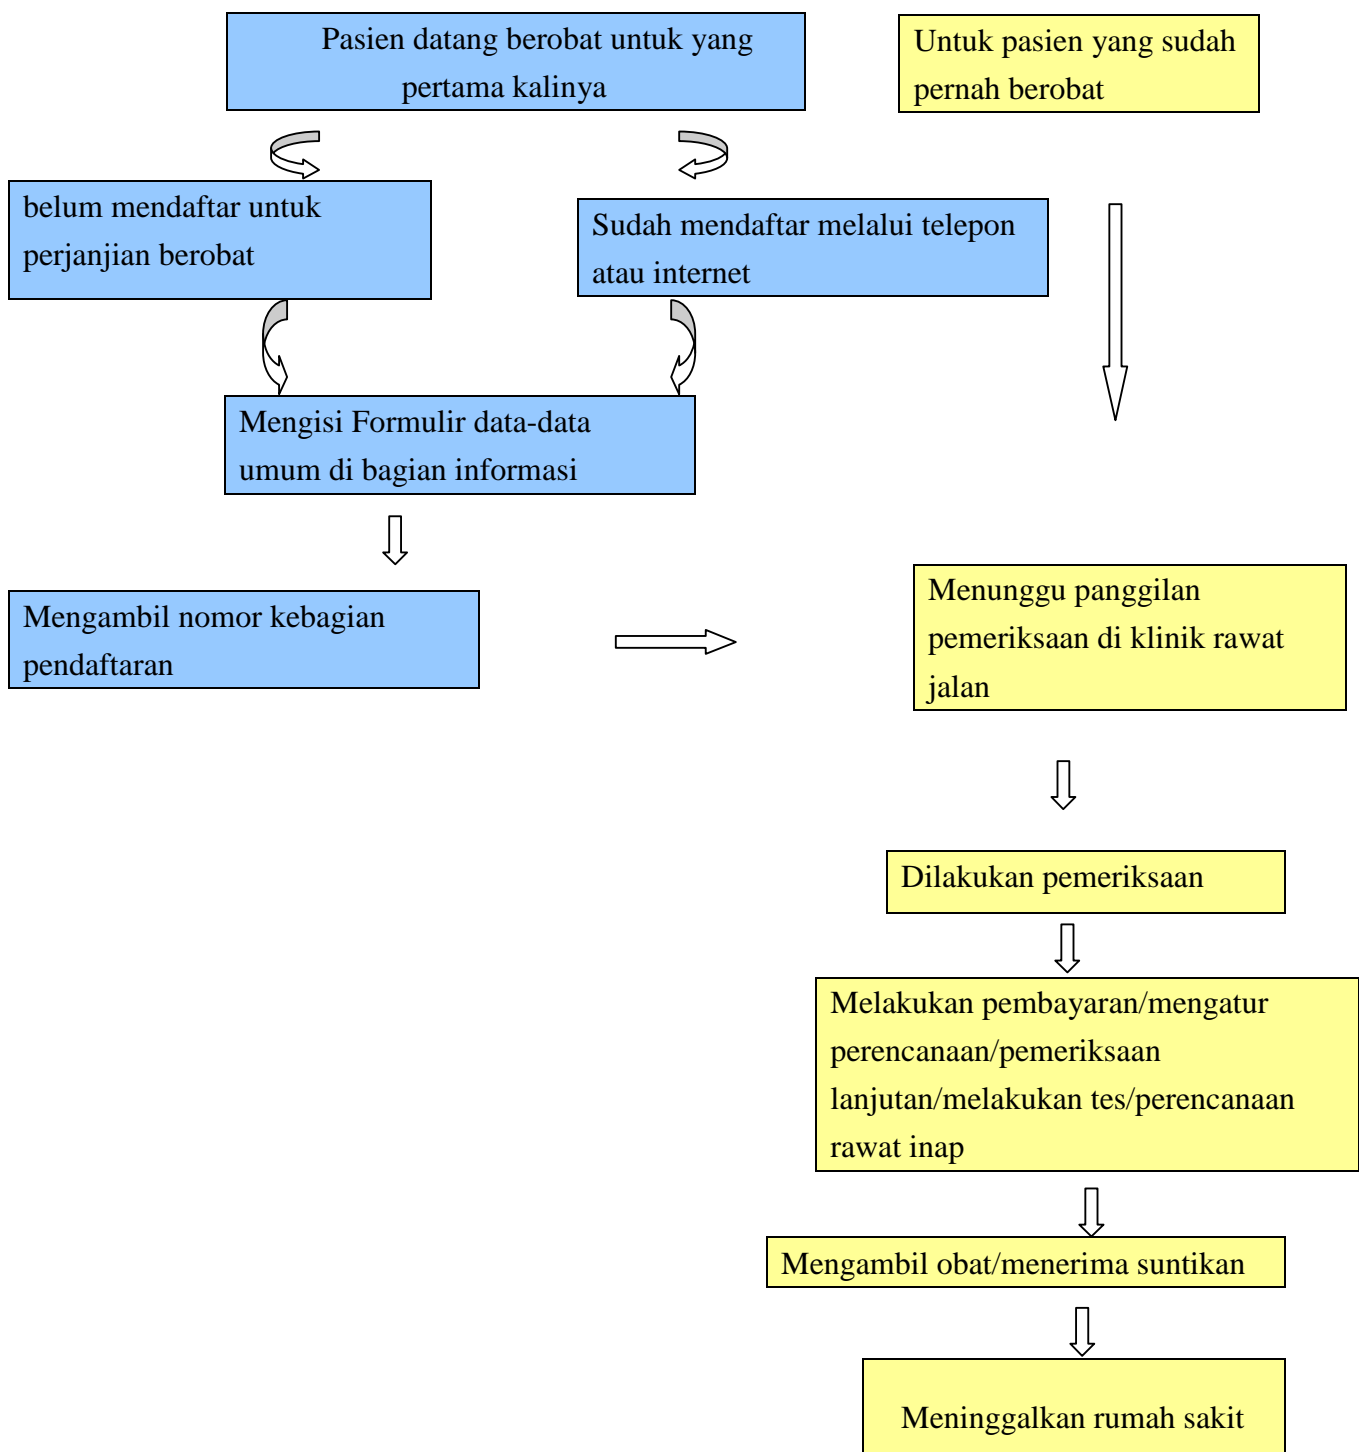 Pasien datang berobat untuk yang
pertama kalinya
Untuk pasien yang sudah
pernah berobat
belum mendaftar untuk
perjanjian berobat
Sudah mendaftar melalui telepon
atau internet
Mengisi Formulir data-data
umum di bagian informasi
Mengambil nomor kebagian
pendaftaran
Menunggu panggilan
pemeriksaan di klinik rawat
jalan
Dilakukan pemeriksaan
Melakukan pembayaran/mengatur
perencanaan/pemeriksaan
lanjutan/melakukan tes/perencanaan
rawat inap
Mengambil obat/menerima suntikan
Meninggalkan rumah sakit